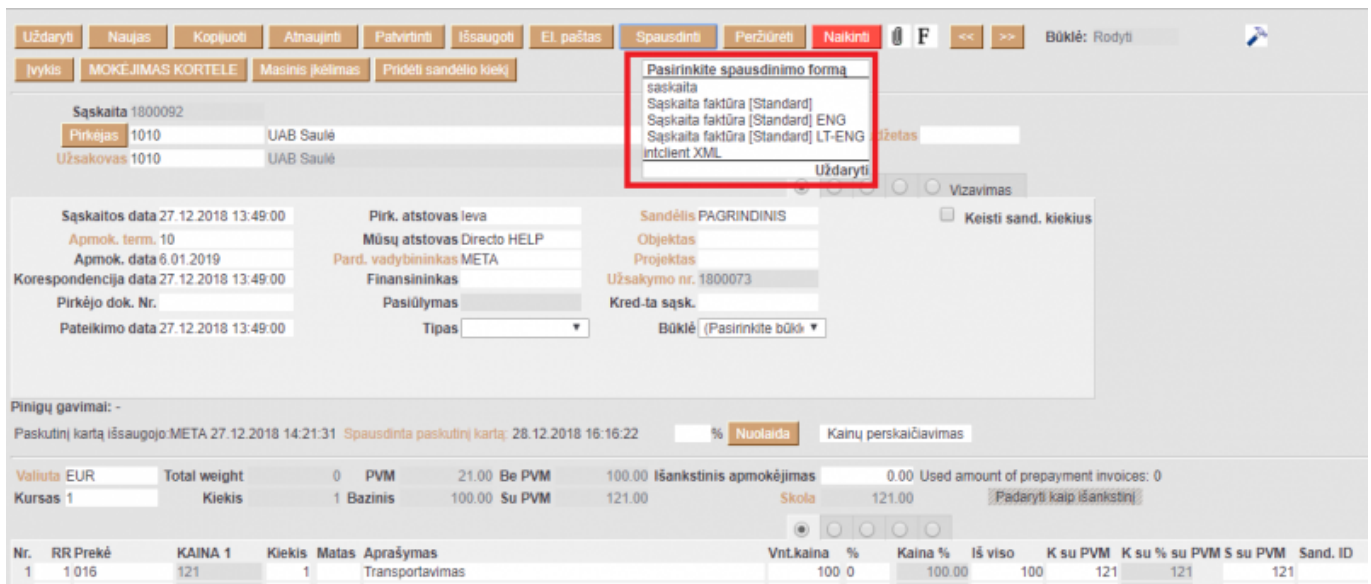 Uždaryti Naujas Kopijuoti Atnaujinti Patvirtinti Išsaugoti El. paštas Spausdinti Peržiūrėti Naikinti F << >> Būklė: Rodyti
Įvykis MOKĖJIMAS KORTELE Masinis įkėlimas Pridėti sandėlio kiekį
Pasirinkite spausdinimo formą
saskaita
Sąskaita faktūra [Standard]
Sąskaita faktūra [Standard] ENG
Sąskaita faktūra [Standard] LT-ENG
intclient XML
Uždaryti
Sąskaita 1800092
Pirkėjas 1010 UAB Saulė džetas
Užsakovas 1010 UAB Saulė
Vizavimas
Sąskaitos data 27.12.2018 13:49:00 Pirk. atstovas Ieva Sandėlis PAGRINDINIS Keisti sand. kiekius
Apmok. term. 10 Mūsų atstovas Directo HELP Objektas
Apmok. data 6.01.2019 Pard. vadybininkas META Projektas
Korespondencija data 27.12.2018 13:49:00 Finansininkas Užsakymo nr. 1800073
Pirkėjo dok. Nr. Pasiūlymas Kred-ta sąsk.
Pateikimo data 27.12.2018 13:49:00 Tipas Būklė (Pasirinkite būkl
Pinigų gavimai: -
Paskutinį kartą išsaugojo:META 27.12.2018 14:21:31 Spausdinta paskutinį kartą: 28.12.2018 16:16:22 % Nuolaida Kainų perskaičiavimas
Valiuta EUR Total weight 0 PVM 21.00 Be PVM 100.00 Išankstinis apmokėjimas 0.00 Used amount of prepayment invoices: 0
Kursas 1 Kiekis 1 Bazinis 100.00 Su PVM 121.00 Skola 121.00 Padaryti kaip išankstinį
Nr. RR Prekė KAINA 1 Kiekis Matas Aprašymas Vnt.kaina % Kaina % Iš viso K su PVM K su % su PVM S su PVM Sand. ID
1 1 016 121 1 Transportavimas 100 0 100.00 100 121 121 121